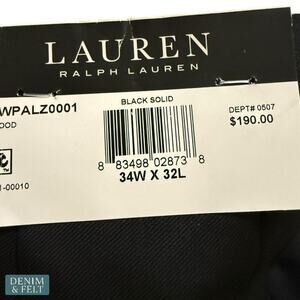 LAUREN
RALPH LAUREN
WPALZ0001
OOD
BLACK SOLID
DEPT# 0507
$190.00
8 83498 02873 8
34W X 32L
-00010
DENIM
& FELT